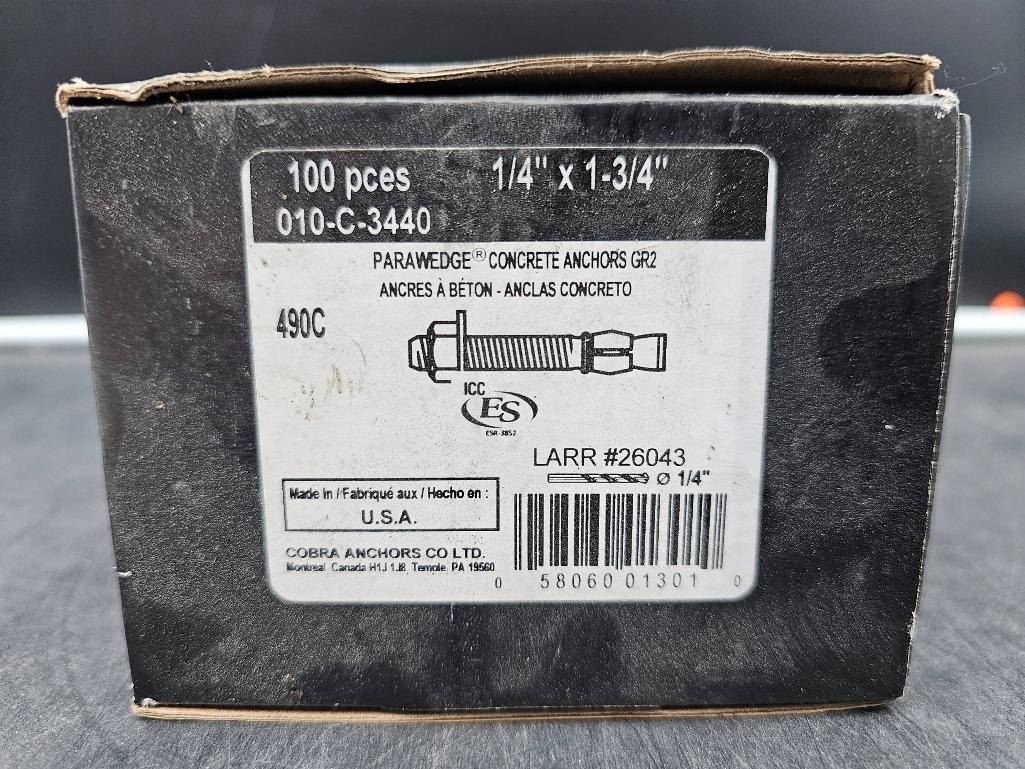 100 pces 1/4" x 1-3/4"
010-C-3440
PARAWEDGE® CONCRETE ANCHORS GR2
ANCRES À BÉTON - ANCLAS CONCRETO
490C
ICC
ES
ESR-3852
LARR #26043
Ø 1/4"
Made In / Fabriqué aux / Hecho en :
U.S.A.
COBRA ANCHORS CO LTD.
Montreal, Canada H1J 1J8, Temple, PA 19560
0 58060 01301 0